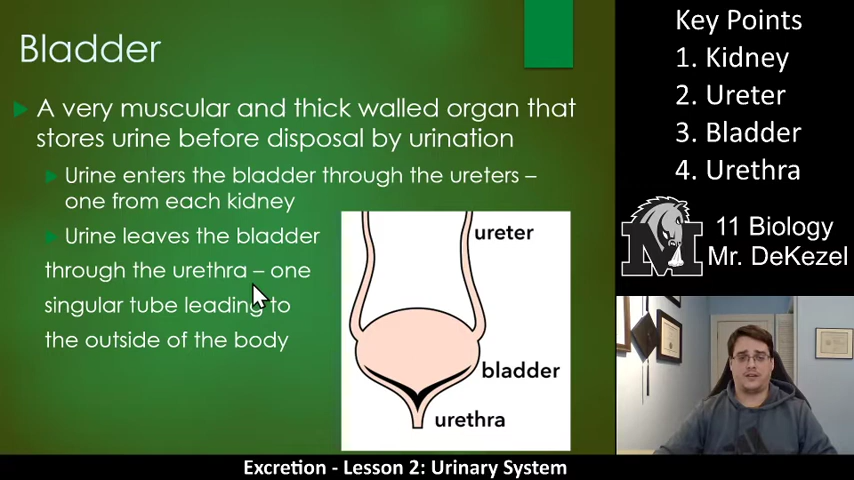 Bladder
A very muscular and thick walled organ that
stores urine before disposal by urination
Urine enters the bladder through the ureters –
one from each kidney
Urine leaves the bladder
through the urethra – one
singular tube leading to
the outside of the body
ureter
bladder
urethra
Key Points
1. Kidney
2. Ureter
3. Bladder
4. Urethra
M
11 Biology
Mr. DeKezel
Excretion - Lesson 2: Urinary System